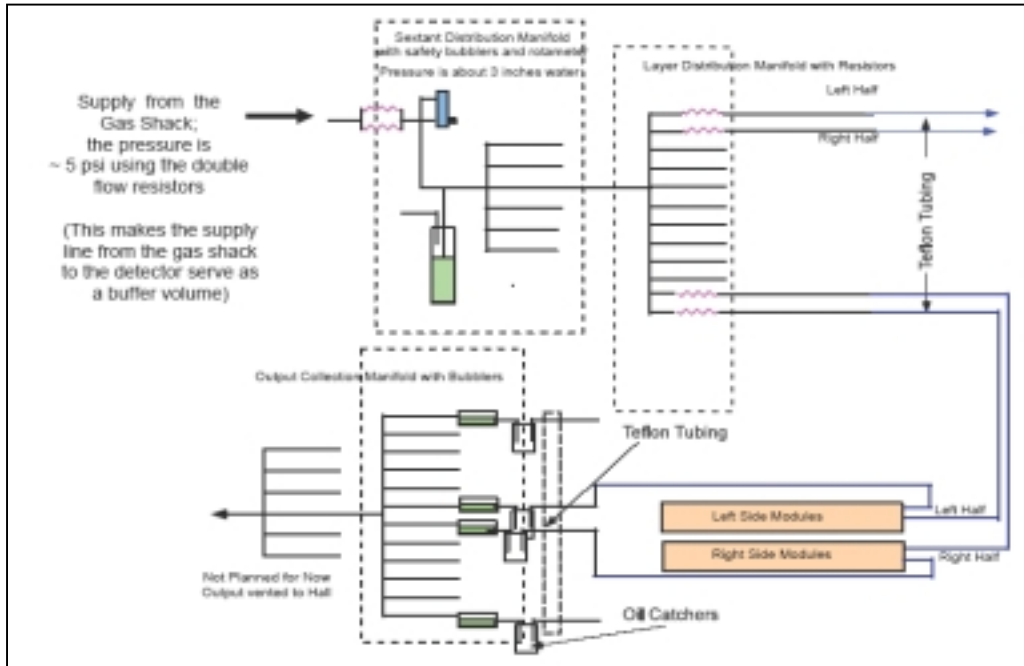 Sextant Distribution Manifold
with safety bubblers and rotameter
Pressure is about 3 inches water
Layer Distribution Manifold with Resistors
Left Half
Right Half
Supply from the
Gas Shack;
the pressure is
~ 5 psi using the double
flow resistors
(This makes the supply
line from the gas shack
to the detector serve as
a buffer volume)
Teflon Tubing
Output Collection Manifold with Bubblers
Teflon Tubing
Left Side Modules
Left Half
Right Side Modules
Right Half
Not Planned for Now
Output vented to Hall
Oil Catchers